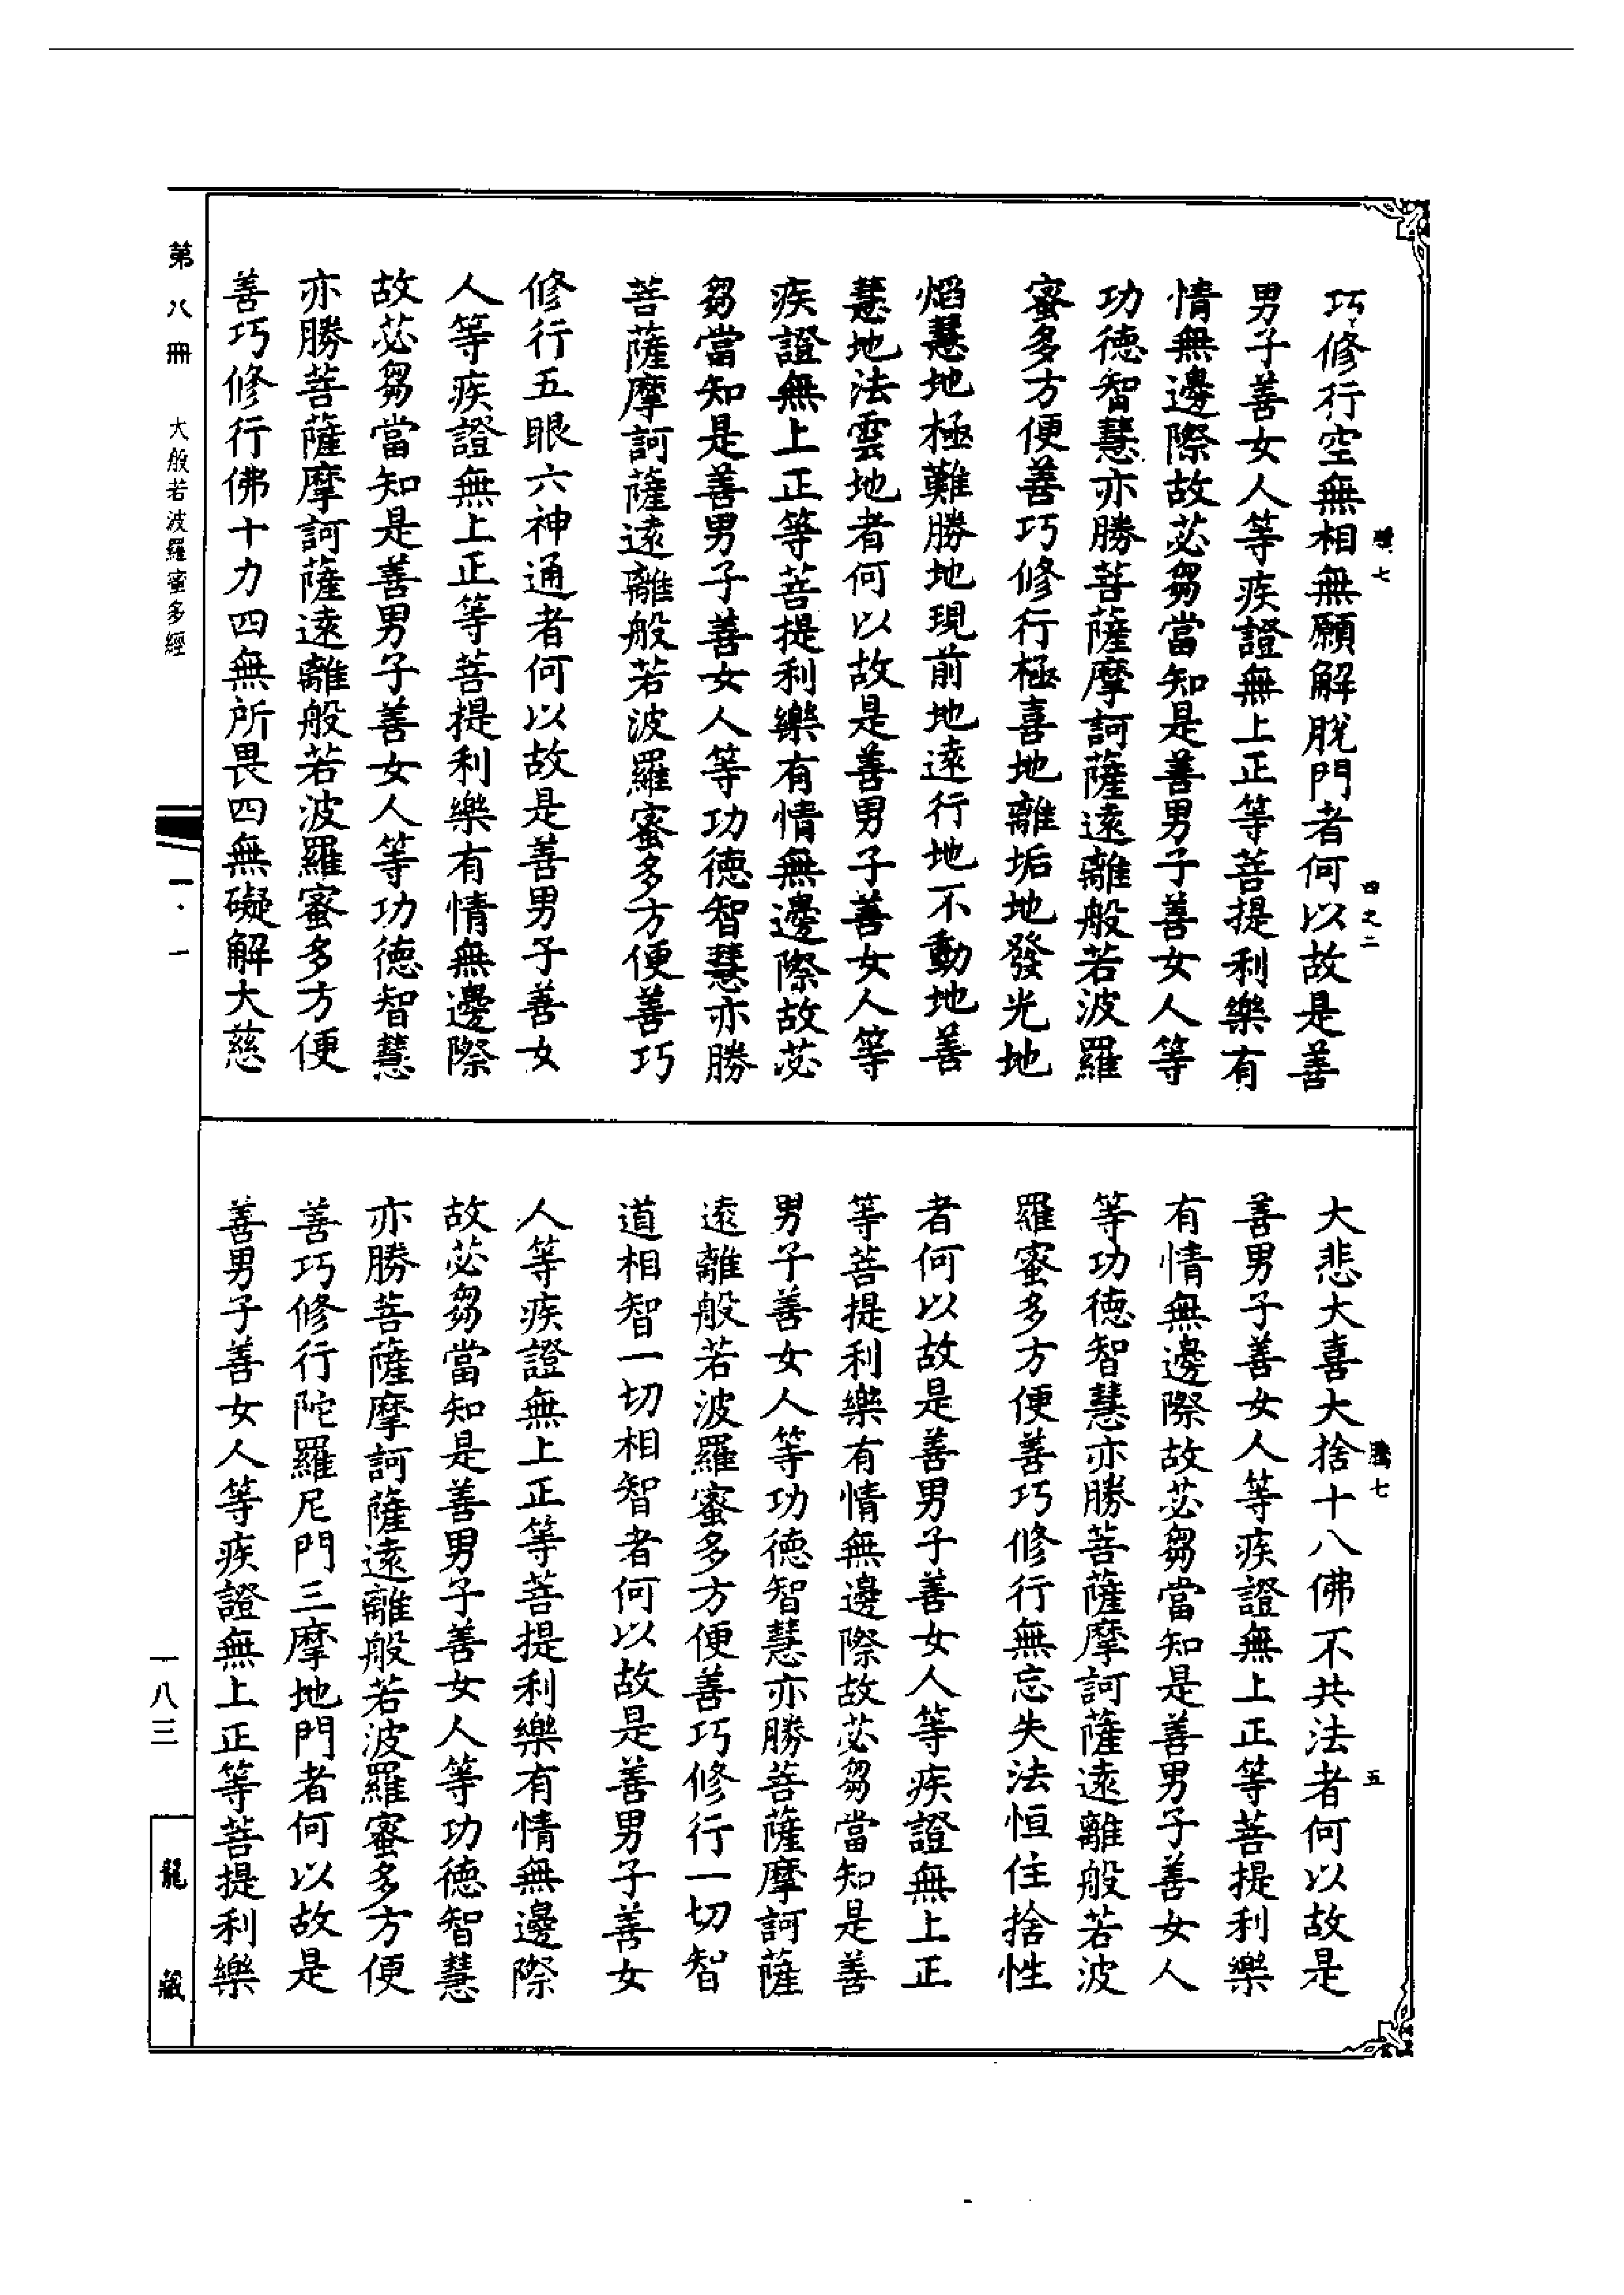 巧修行空無相無願解脫門者何以故是善
男子善女人等疾證無上正等菩提利樂有
情無邊際故苾芻當知是善男子善女人等
功德智慧亦勝菩薩摩訶薩遠離般若波羅
蜜多方便善巧修行極喜地離垢地發光地
焰慧地極難勝地現前地遠行地不動地善
慧地法雲地者何以故是善男子善女人等
疾證無上正等菩提利樂有情無邊際故苾
芻當知是善男子善女人等功德智慧亦勝
菩薩摩訶薩遠離般若波羅蜜多方便善巧
修行五眼六神通者何以故是善男子善女
人等疾證無上正等菩提利樂有情無邊際
故苾芻當知是善男子善女人等功德智慧
亦勝菩薩摩訶薩遠離般若波羅蜜多方便
善巧修行佛十力四無所畏四無礙解大慈
騰七
四之二
大悲大喜大捨十八佛不共法者何以故是
善男子善女人等疾證無上正等菩提利樂
有情無邊際故苾芻當知是善男子善女人
等功德智慧亦勝菩薩摩訶薩遠離般若波
羅蜜多方便善巧修行無忘失法恒住捨性
者何以故是善男子善女人等疾證無上正
等菩提利樂有情無邊際故苾芻當知是善
男子善女人等功德智慧亦勝菩薩摩訶薩
遠離般若波羅蜜多方便善巧修行一切智
道相智一切相智者何以故是善男子善女
人等疾證無上正等菩提利樂有情無邊際
故苾芻當知是善男子善女人等功德智慧
亦勝菩薩摩訶薩遠離般若波羅蜜多方便
善巧修行陀羅尼門三摩地門者何以故是
善男子善女人等疾證無上正等菩提利樂
騰七
五
第八冊
大般若波羅蜜多經
一·一
一八三
龍藏